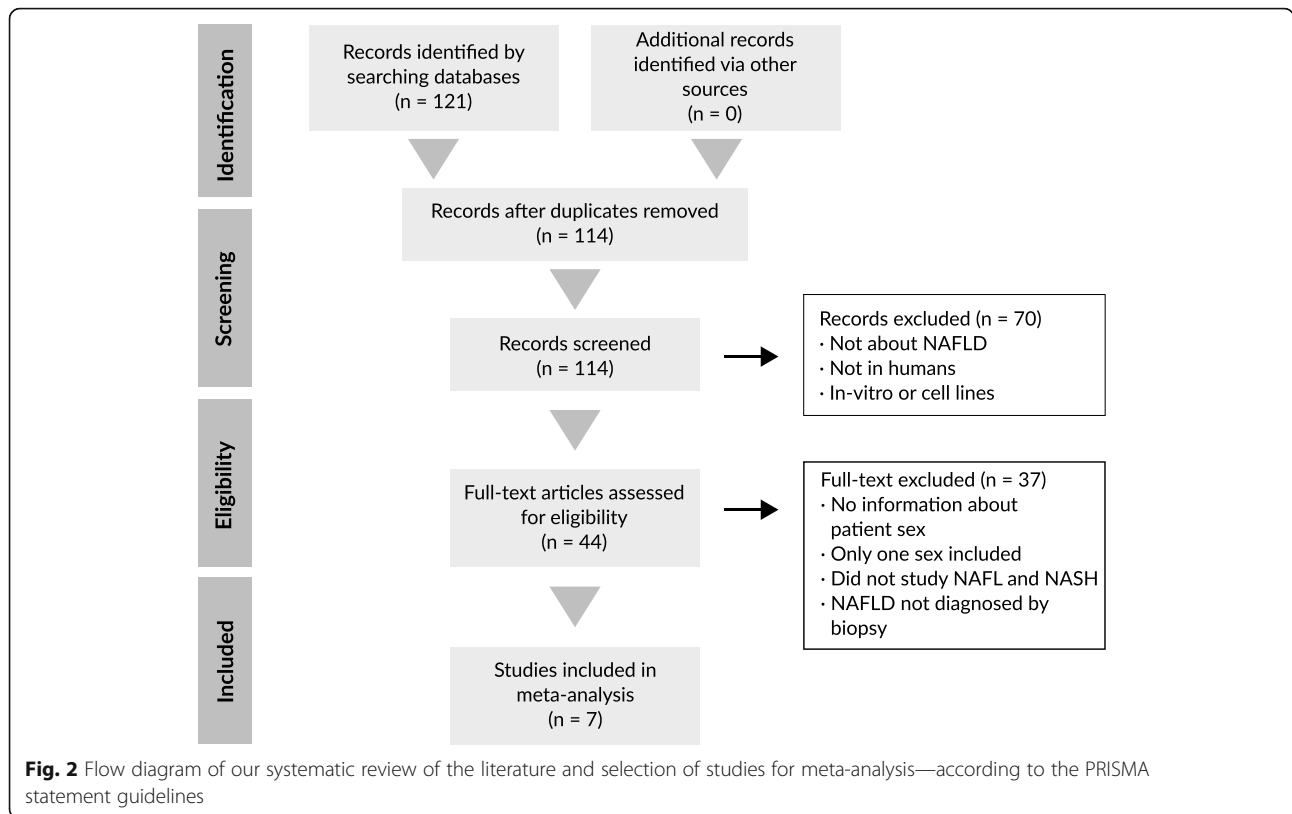 Identification
Records identified by
searching databases
(n = 121)
Additional records
identified via other
sources
(n = 0)
Screening
Records after duplicates removed
(n = 114)
Records screened
(n = 114)
Records excluded (n = 70)
· Not about NAFLD
· Not in humans
· In-vitro or cell lines
Eligibility
Full-text articles assessed
for eligibility
(n = 44)
Full-text excluded (n = 37)
· No information about
patient sex
· Only one sex included
· Did not study NAFL and NASH
· NAFLD not diagnosed by
biopsy
Included
Studies included in
meta-analysis
(n = 7)
Fig. 2 Flow diagram of our systematic review of the literature and selection of studies for meta-analysis—according to the PRISMA
statement guidelines